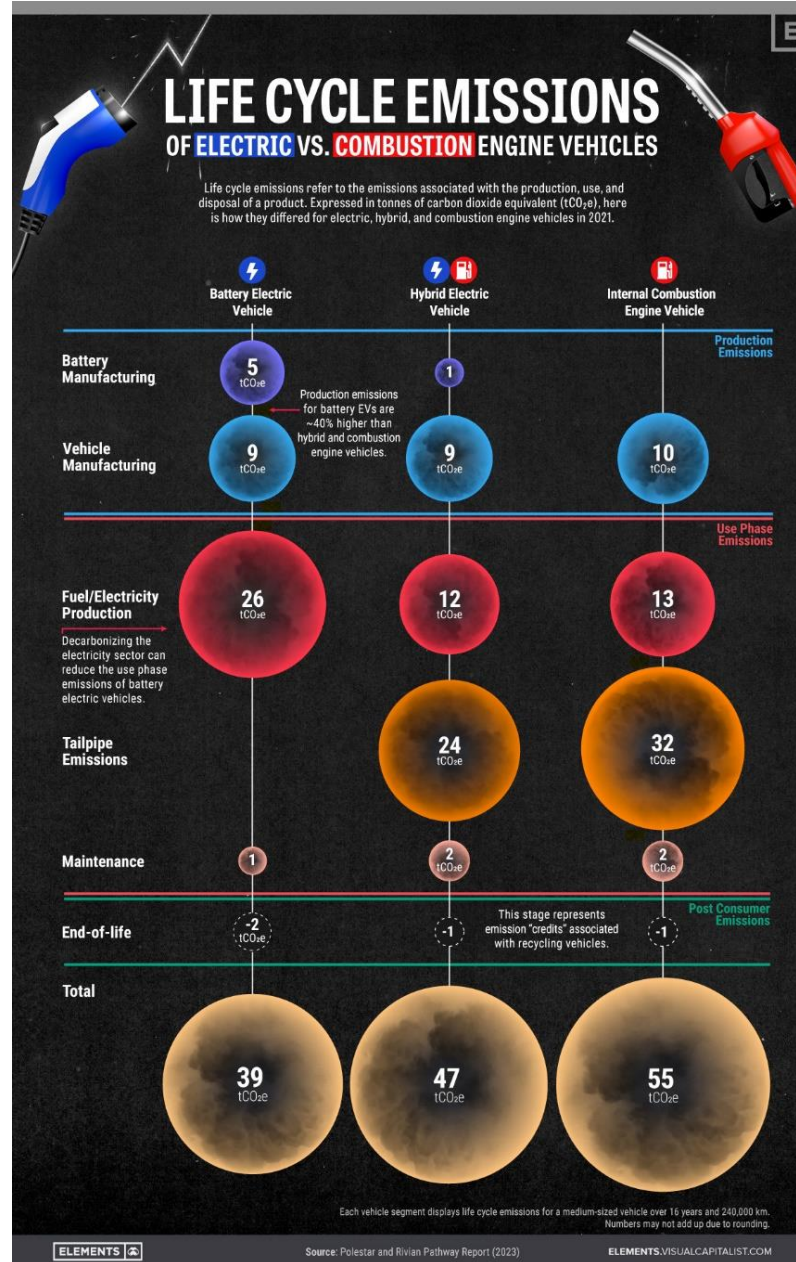 E
LIFE CYCLE EMISSIONS
OF ELECTRIC VS. COMBUSTION ENGINE VEHICLES
Life cycle emissions refer to the emissions associated with the production, use, and
disposal of a product. Expressed in tonnes of carbon dioxide equivalent (tCO₂e), here
is how they differed for electric, hybrid, and combustion engine vehicles in 2021.
Battery Electric
Vehicle
Hybrid Electric
Vehicle
Internal Combustion
Engine Vehicle
Production
Emissions
Battery
Manufacturing
5
tCO₂e
1
Production emissions
for battery EVs are
~40% higher than
hybrid and combustion
engine vehicles.
Vehicle
Manufacturing
9
tCO₂e
9
tCO₂e
10
tCO₂e
Use Phase
Emissions
Fuel/Electricity
Production
Decarbonizing the
electricity sector can
reduce the use phase
emissions of battery
electric vehicles.
26
tCO₂e
12
tCO₂e
13
tCO₂e
Tailpipe
Emissions
24
tCO₂e
32
tCO₂e
Maintenance
1
2
tCO₂e
2
tCO₂e
Post Consumer
Emissions
End-of-life
-2
tCO₂e
-1
This stage represents
emission "credits" associated
with recycling vehicles.
-1
Total
39
tCO₂e
47
tCO₂e
55
tCO₂e
Each vehicle segment displays life cycle emissions for a medium-sized vehicle over 16 years and 240,000 km.
Numbers may not add up due to rounding.
ELEMENTS
Source: Polestar and Rivian Pathway Report (2023)
ELEMENTS.VISUALCAPITALIST.COM